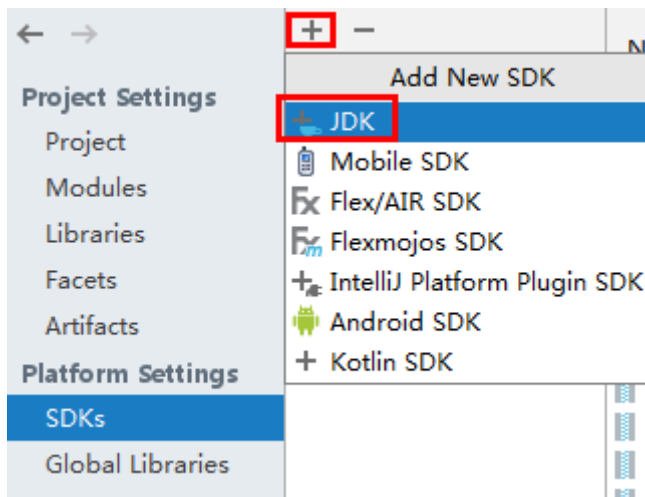 Project Settings
Project
Modules
Libraries
Facets
Artifacts
Platform Settings
SDKs
Global Libraries
Add New SDK
JDK
Mobile SDK
Flex/AIR SDK
Flexmojos SDK
IntelliJ Platform Plugin SDK
Android SDK
Kotlin SDK